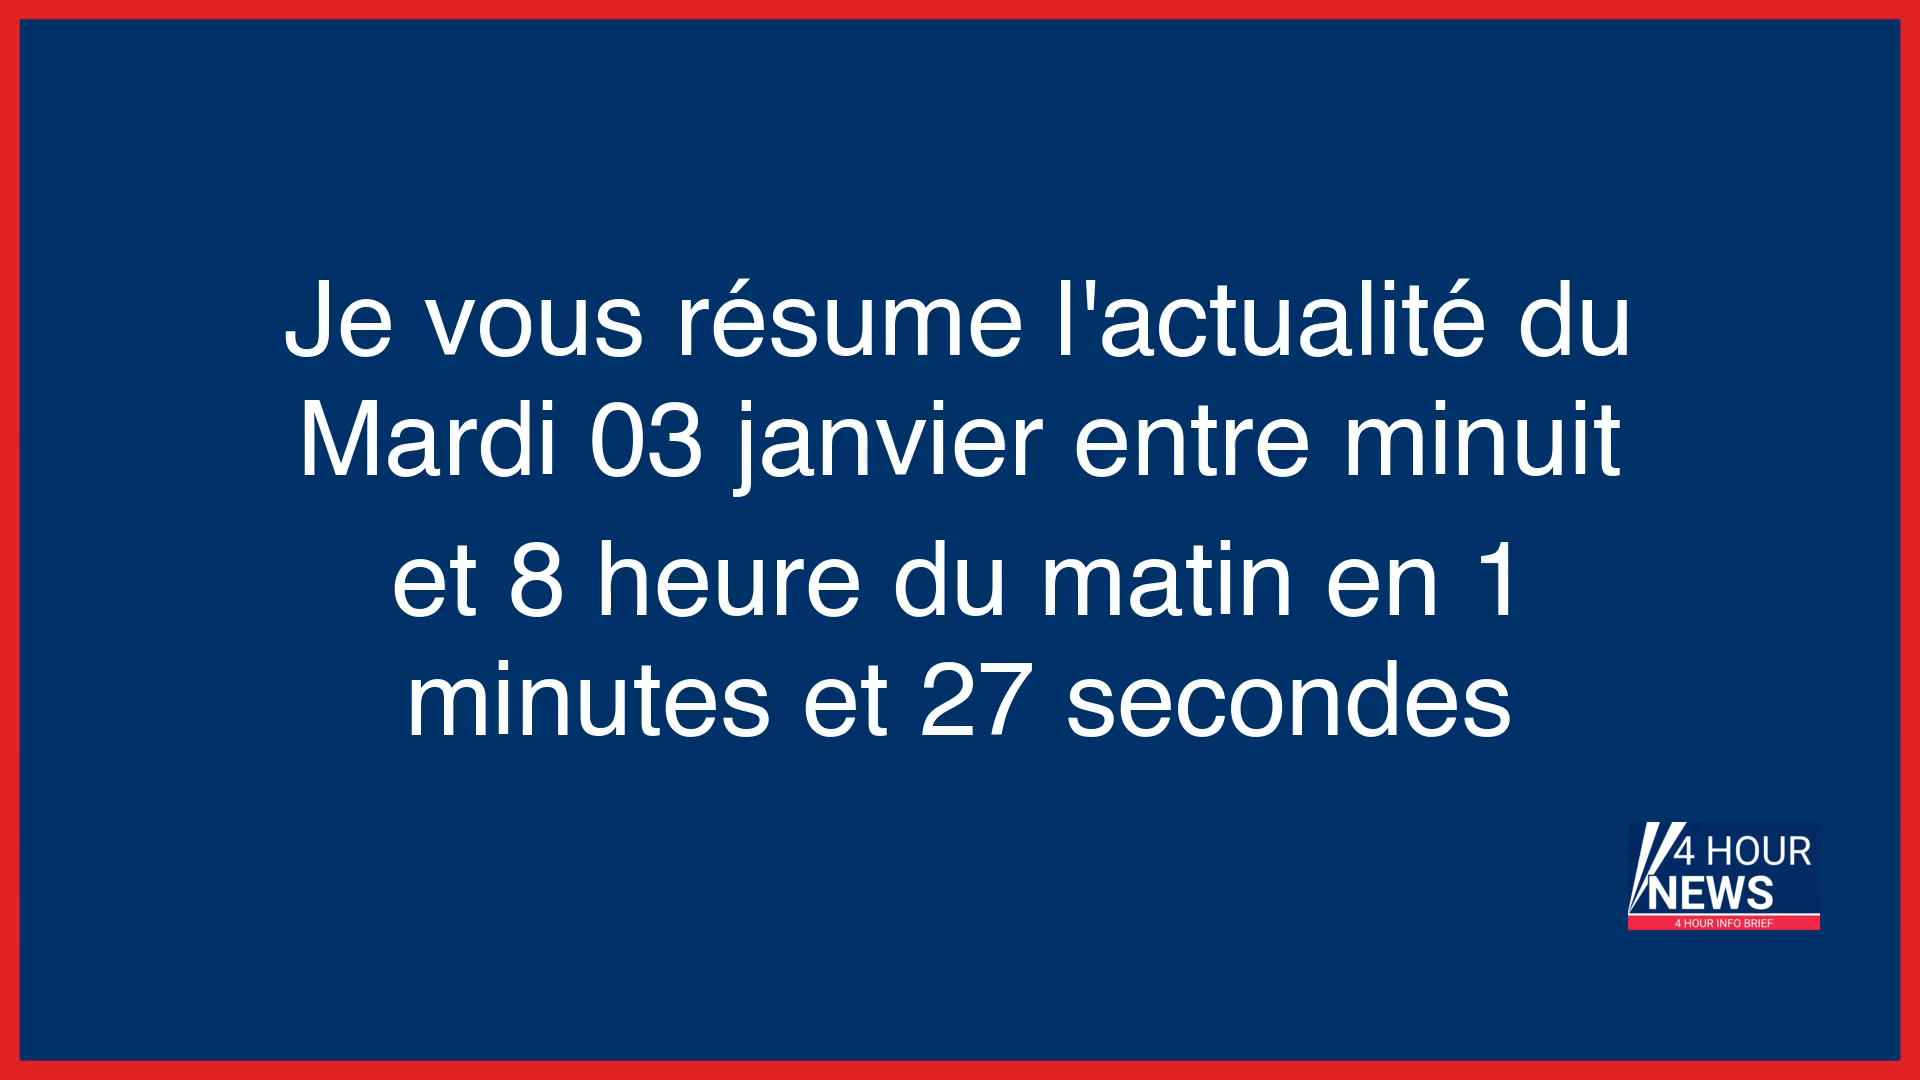 Je vous résume l'actualité du
Mardi 03 janvier entre minuit
et 8 heure du matin en 1
minutes et 27 secondes
4 HOUR
NEWS
4 HOUR INFO BRIEF